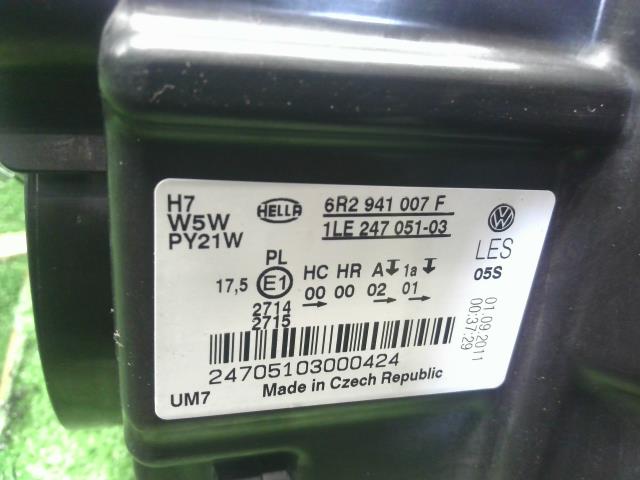 H7
W5W
PY21W
HELLA
6R2 941 007 F
1LE 247 051-03
VW
LES
05S
PL
17,5 E1 HC HR A 1a
00 00 02 01
2714
2715
24705103000424
Made in Czech Republic
UM7
01.09.2011
00:37:29